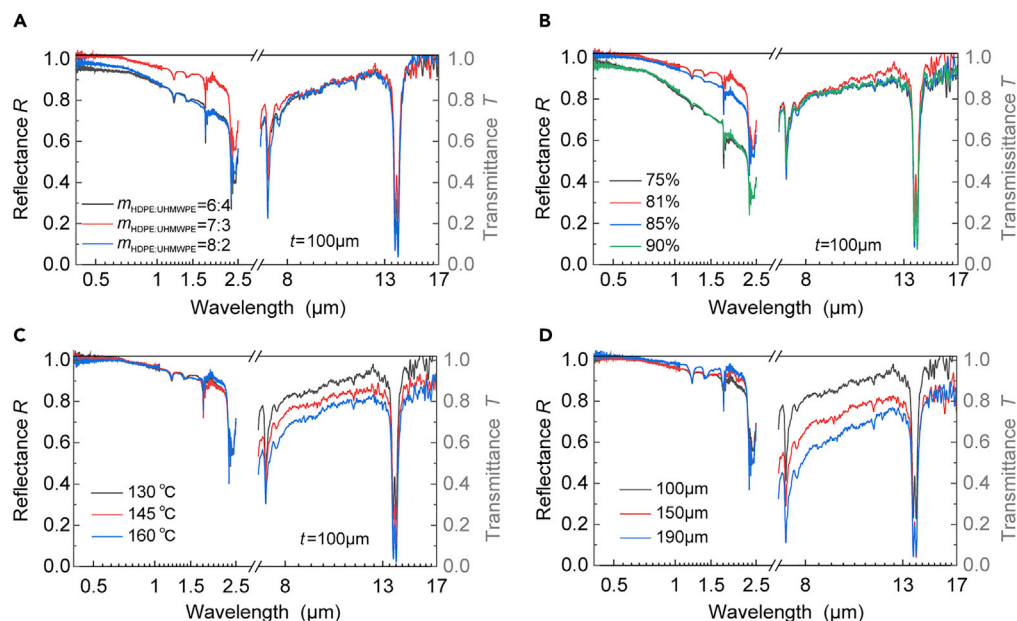 A
1.0
0.8
0.6
0.4
0.2
0.0
Reflectance R
1.0
0.8
0.6
0.4
0.2
0.0
Transmittance T
mHDPE:UHMWPE=6:4
mHDPE:UHMWPE=7:3
mHDPE:UHMWPE=8:2
t=100μm
0.5 1 1.5 2.5 8 13 17
Wavelength (μm)
B
1.0
0.8
0.6
0.4
0.2
0.0
Reflectance R
1.0
0.8
0.6
0.4
0.2
0.0
Transmissittance T
75%
81%
85%
90%
t=100μm
0.5 1 1.5 2.5 8 13 17
Wavelength (μm)
C
1.0
0.8
0.6
0.4
0.2
0.0
Reflectance R
1.0
0.8
0.6
0.4
0.2
0.0
Transmittance T
130 °C
145 °C
160 °C
t=100μm
0.5 1 1.5 2.5 8 13 17
Wavelength (μm)
D
1.0
0.8
0.6
0.4
0.2
0.0
Reflectance R
1.0
0.8
0.6
0.4
0.2
0.0
Transmittance T
100μm
150μm
190μm
0.5 1 1.5 2.5 8 13 17
Wavelength (μm)